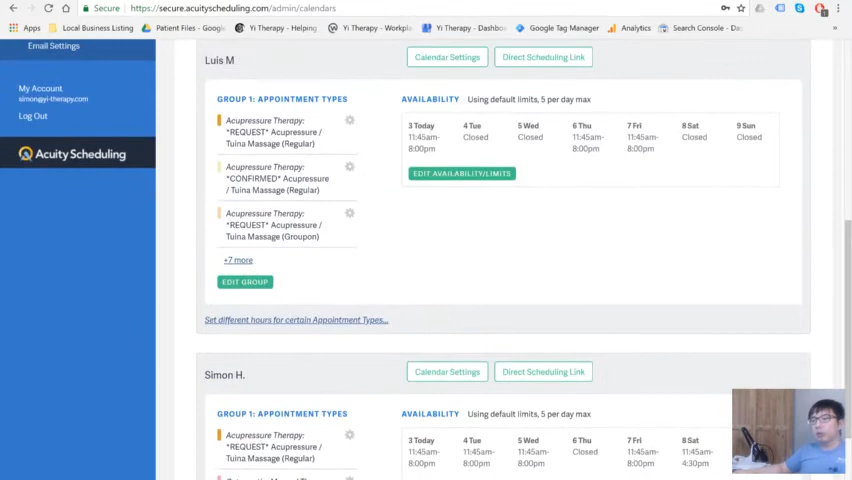 Secure https://secure.acuityscheduling.com/admin/calendars
Apps Local Business Listing Patient Files - Google Yi Therapy - Helping Yi Therapy - Workpla Yi Therapy - Dashbo Google Tag Manager Analytics Search Console - Das »
Email Settings
My Account
simon@yi-therapy.com
Log Out
Acuity Scheduling
Luis M
Calendar Settings
Direct Scheduling Link
GROUP 1: APPOINTMENT TYPES
Acupressure Therapy:
*REQUEST* Acupressure /
Tuina Massage (Regular)
Acupressure Therapy:
*CONFIRMED* Acupressure
/ Tuina Massage (Regular)
Acupressure Therapy:
*REQUEST* Acupressure /
Tuina Massage (Groupon)
+7 more
EDIT GROUP
AVAILABILITY Using default limits, 5 per day max
3 Today 4 Tue 5 Wed 6 Thu 7 Fri 8 Sat 9 Sun
11:45am- Closed Closed 11:45am- 11:45am- Closed Closed
8:00pm 8:00pm 8:00pm
EDIT AVAILABILITY/LIMITS
Set different hours for certain Appointment Types...
Simon H.
Calendar Settings
Direct Scheduling Link
GROUP 1: APPOINTMENT TYPES
Acupressure Therapy:
*REQUEST* Acupressure /
Tuina Massage (Regular)
AVAILABILITY Using default limits, 5 per day max
3 Today 4 Tue 5 Wed 6 Thu 7 Fri 8 Sat
11:45am- 11:45am- 11:45am- Closed 11:45am- 11:45am-
8:00pm 8:00pm 8:00pm 8:00pm 4:30pm